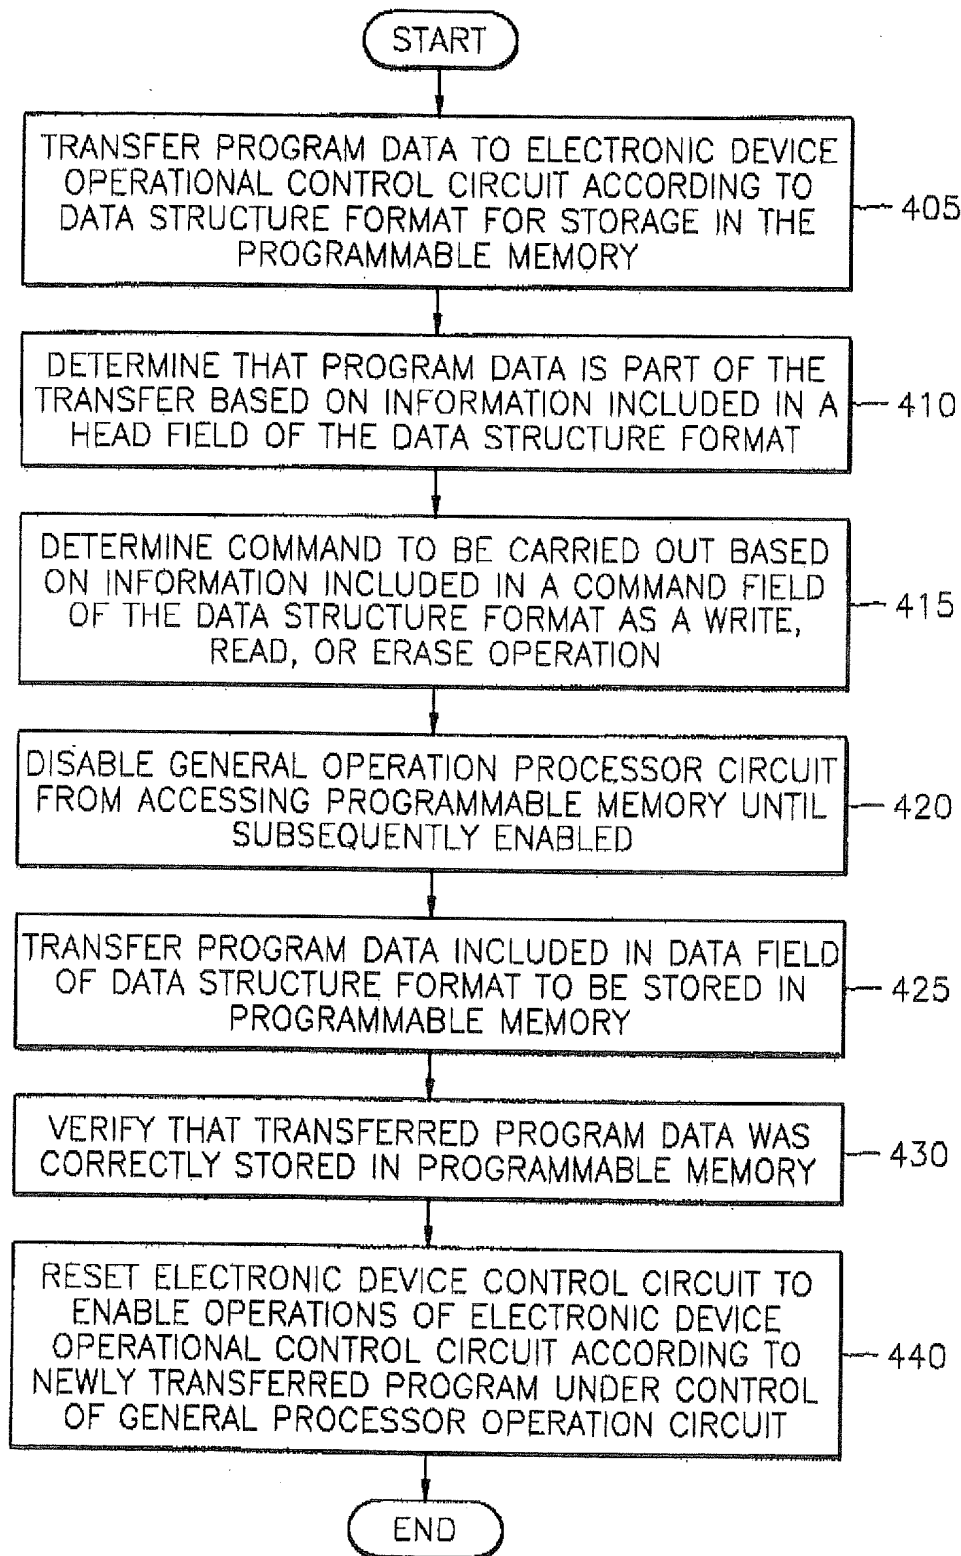 START
TRANSFER PROGRAM DATA TO ELECTRONIC DEVICE
OPERATIONAL CONTROL CIRCUIT ACCORDING TO
DATA STRUCTURE FORMAT FOR STORAGE IN THE
PROGRAMMABLE MEMORY
405
DETERMINE THAT PROGRAM DATA IS PART OF THE
TRANSFER BASED ON INFORMATION INCLUDED IN A
HEAD FIELD OF THE DATA STRUCTURE FORMAT
410
DETERMINE COMMAND TO BE CARRIED OUT BASED
ON INFORMATION INCLUDED IN A COMMAND FIELD
OF THE DATA STRUCTURE FORMAT AS A WRITE,
READ, OR ERASE OPERATION
415
DISABLE GENERAL OPERATION PROCESSOR CIRCUIT
FROM ACCESSING PROGRAMMABLE MEMORY UNTIL
SUBSEQUENTLY ENABLED
420
TRANSFER PROGRAM DATA INCLUDED IN DATA FIELD
OF DATA STRUCTURE FORMAT TO BE STORED IN
PROGRAMMABLE MEMORY
425
VERIFY THAT TRANSFERRED PROGRAM DATA WAS
CORRECTLY STORED IN PROGRAMMABLE MEMORY
430
RESET ELECTRONIC DEVICE CONTROL CIRCUIT TO
ENABLE OPERATIONS OF ELECTRONIC DEVICE
OPERATIONAL CONTROL CIRCUIT ACCORDING TO
NEWLY TRANSFERRED PROGRAM UNDER CONTROL
OF GENERAL PROCESSOR OPERATION CIRCUIT
440
END